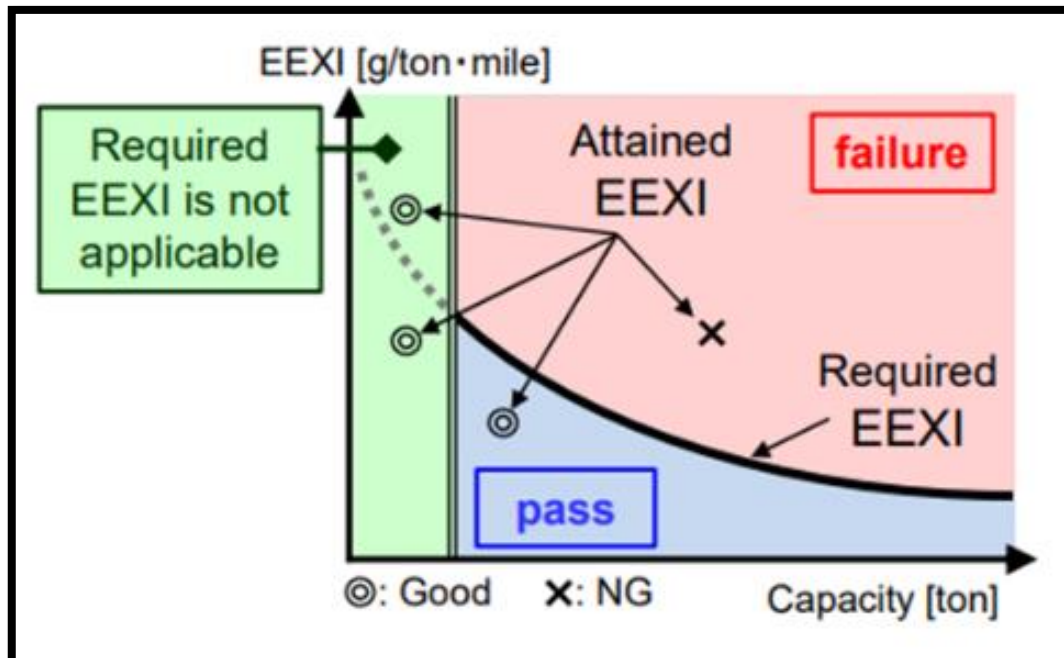 EEXI [g/ton・mile]
Required
EEXI is not
applicable
Attained
EEXI
failure
Required
EEXI
pass
◎: Good ×: NG
Capacity [ton]